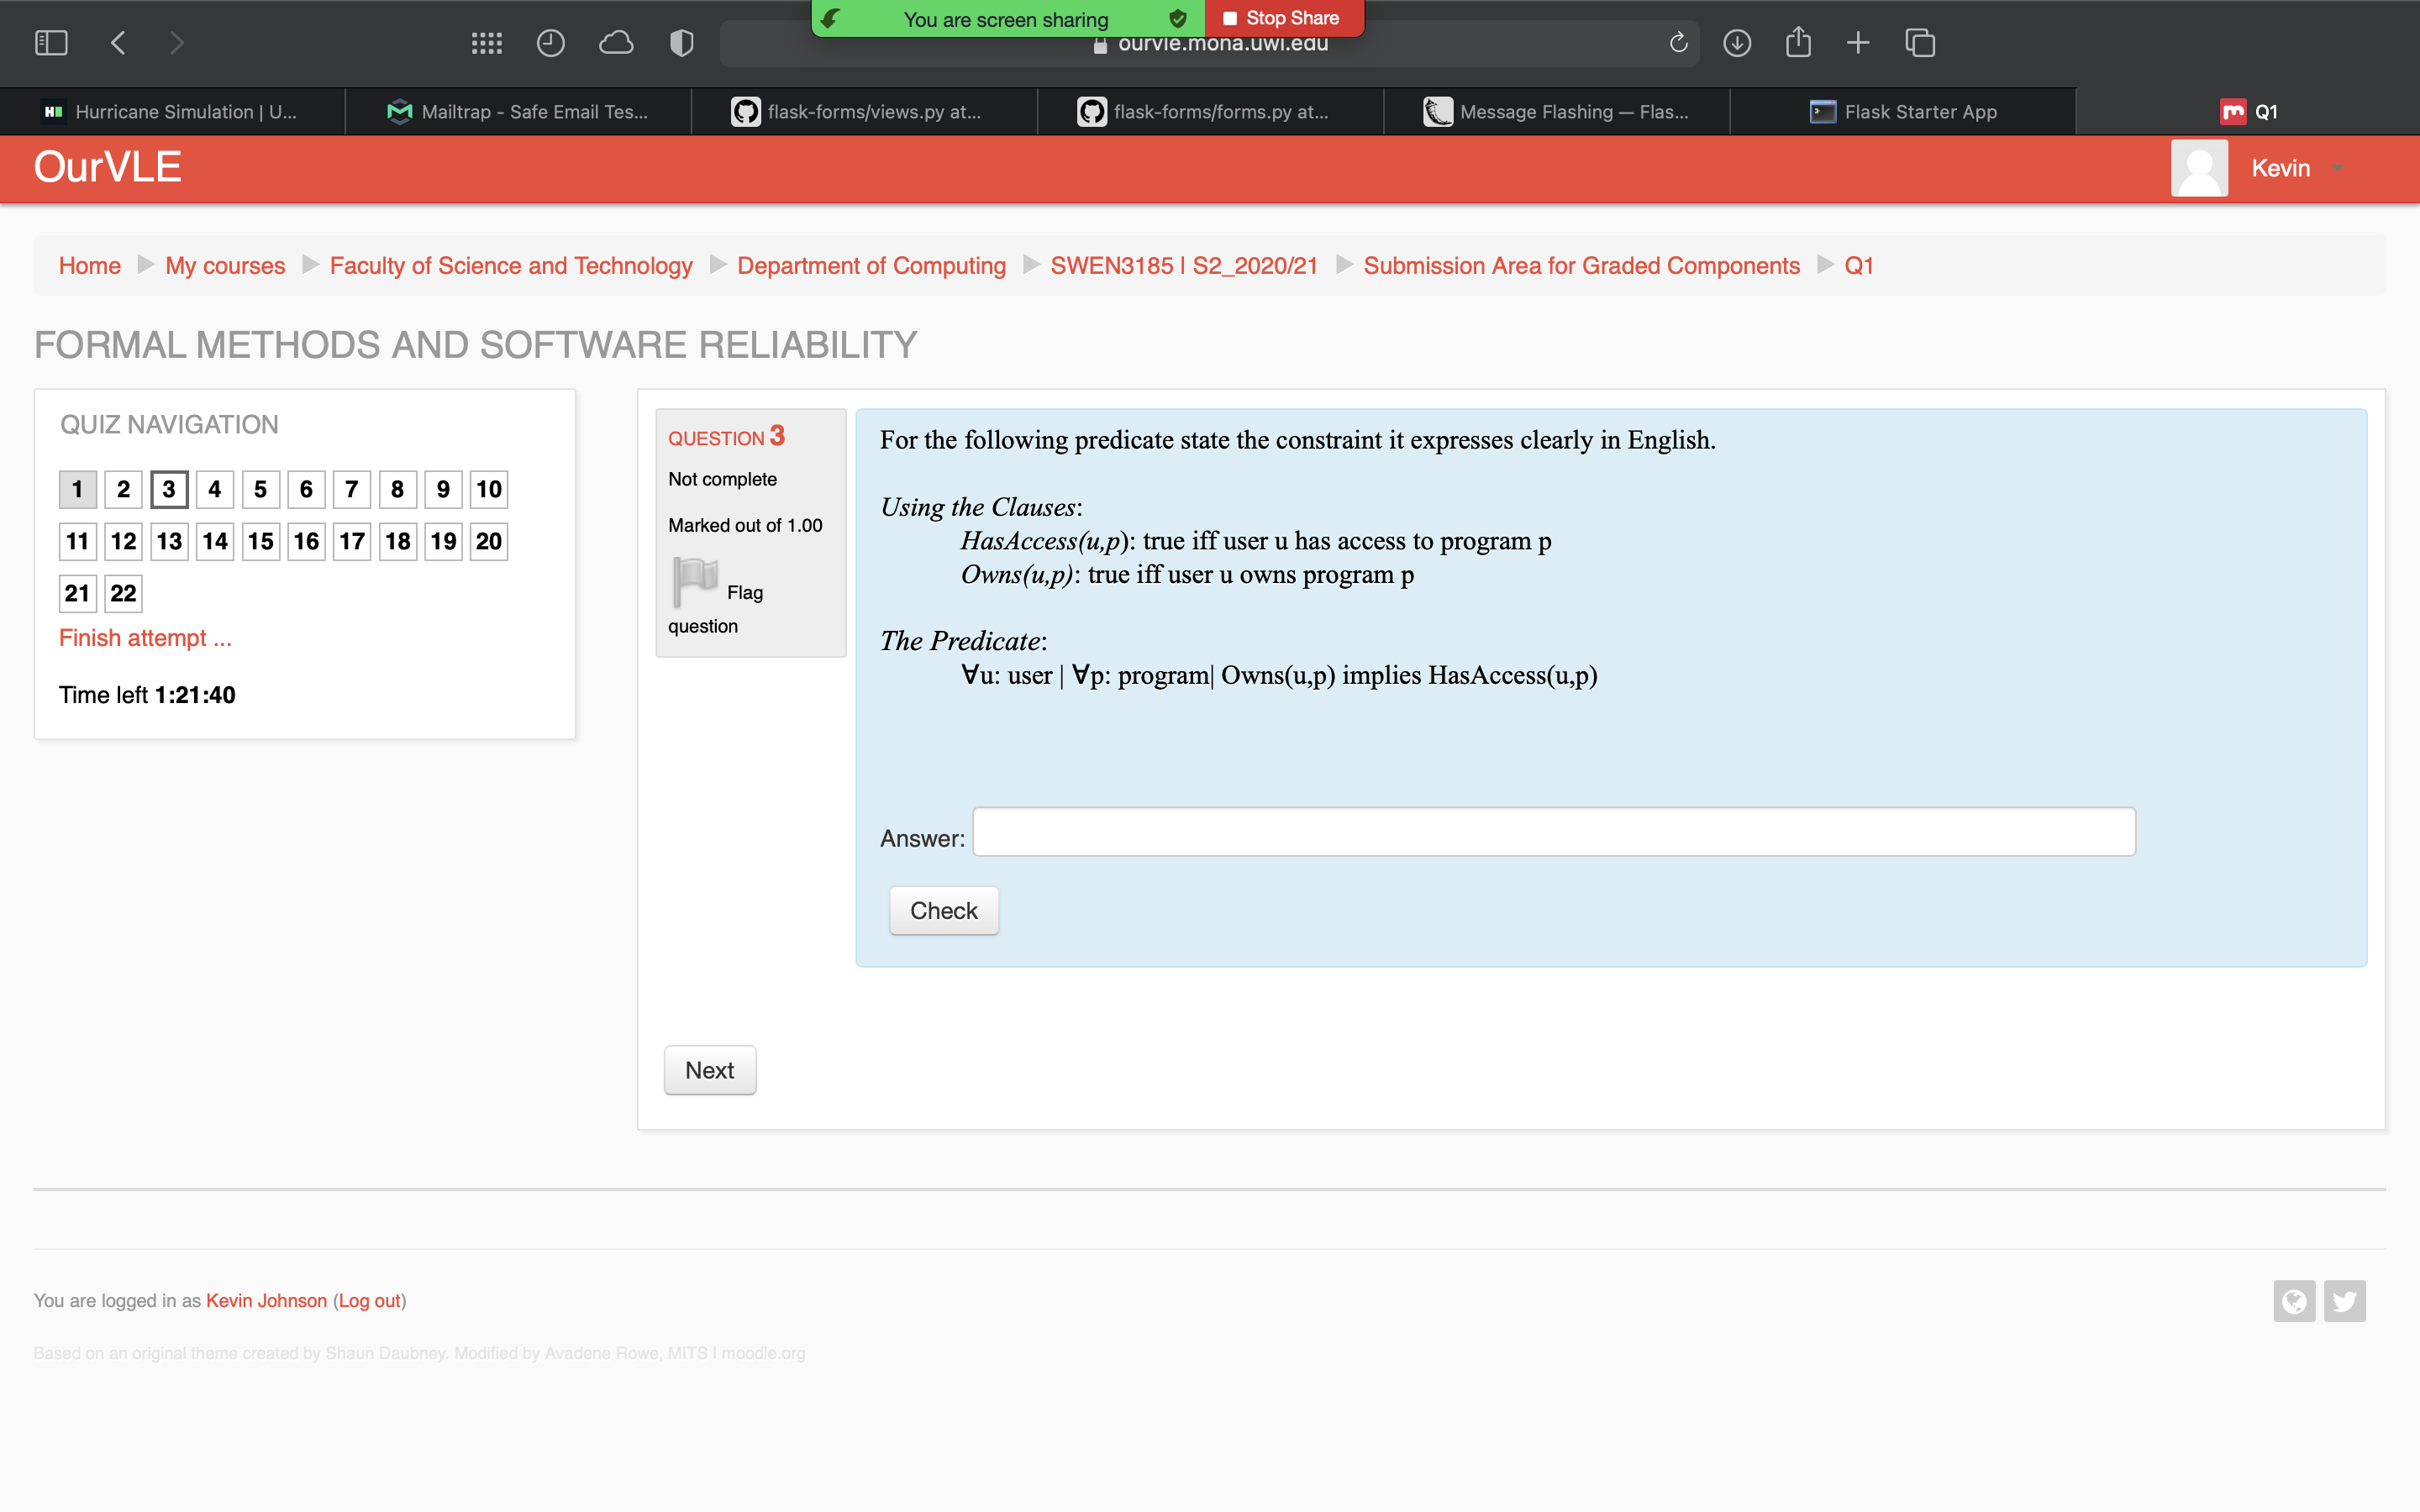 You are screen sharing
Stop Share
ourvle.mona.uwi.edu
Hurricane Simulation | U...
Mailtrap - Safe Email Tes...
flask-forms/views.py at...
flask-forms/forms.py at...
Message Flashing — Flas...
Flask Starter App
Q1
OurVLE
Kevin
Home
My courses
Faculty of Science and Technology
Department of Computing
SWEN3185 | S2_2020/21
Submission Area for Graded Components
Q1
FORMAL METHODS AND SOFTWARE RELIABILITY
QUIZ NAVIGATION
1 2 3 4 5 6 7 8 9 10
11 12 13 14 15 16 17 18 19 20
21 22
Finish attempt ...
Time left 1:21:40
QUESTION 3
Not complete
Marked out of 1.00
Flag
question
For the following predicate state the constraint it expresses clearly in English.
Using the Clauses:
HasAccess(u,p): true iff user u has access to program p
Owns(u,p): true iff user u owns program p
The Predicate:
∀u: user | ∀p: program| Owns(u,p) implies HasAccess(u,p)
Answer:
Check
Next
You are logged in as Kevin Johnson (Log out)
Based on an original theme created by Shaun Daubney. Modified by Avadene Rowe, MITS | moodle.org